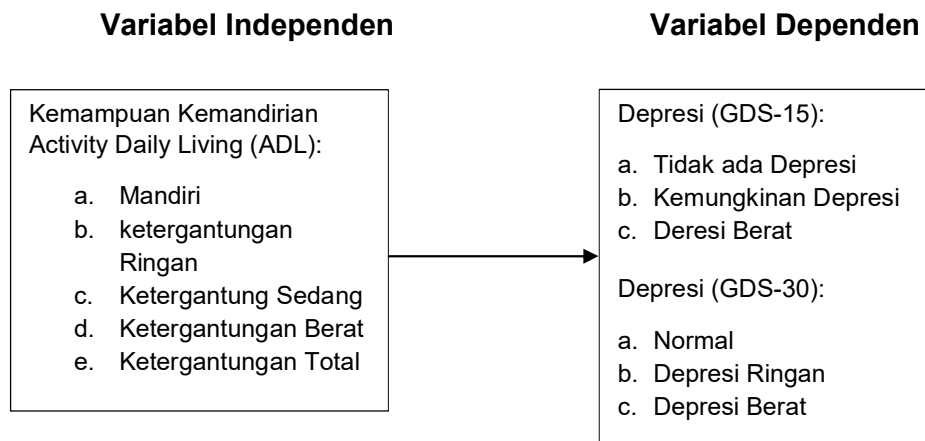 Variabel Independen
Kemampuan Kemandirian
Activity Daily Living (ADL):
a. Mandiri
b. ketergantungan
Ringan
c. Ketergantung Sedang
d. Ketergantungan Berat
e. Ketergantungan Total
Variabel Dependen
Depresi (GDS-15):
a. Tidak ada Depresi
b. Kemungkinan Depresi
c. Deresi Berat
Depresi (GDS-30):
a. Normal
b. Depresi Ringan
c. Depresi Berat